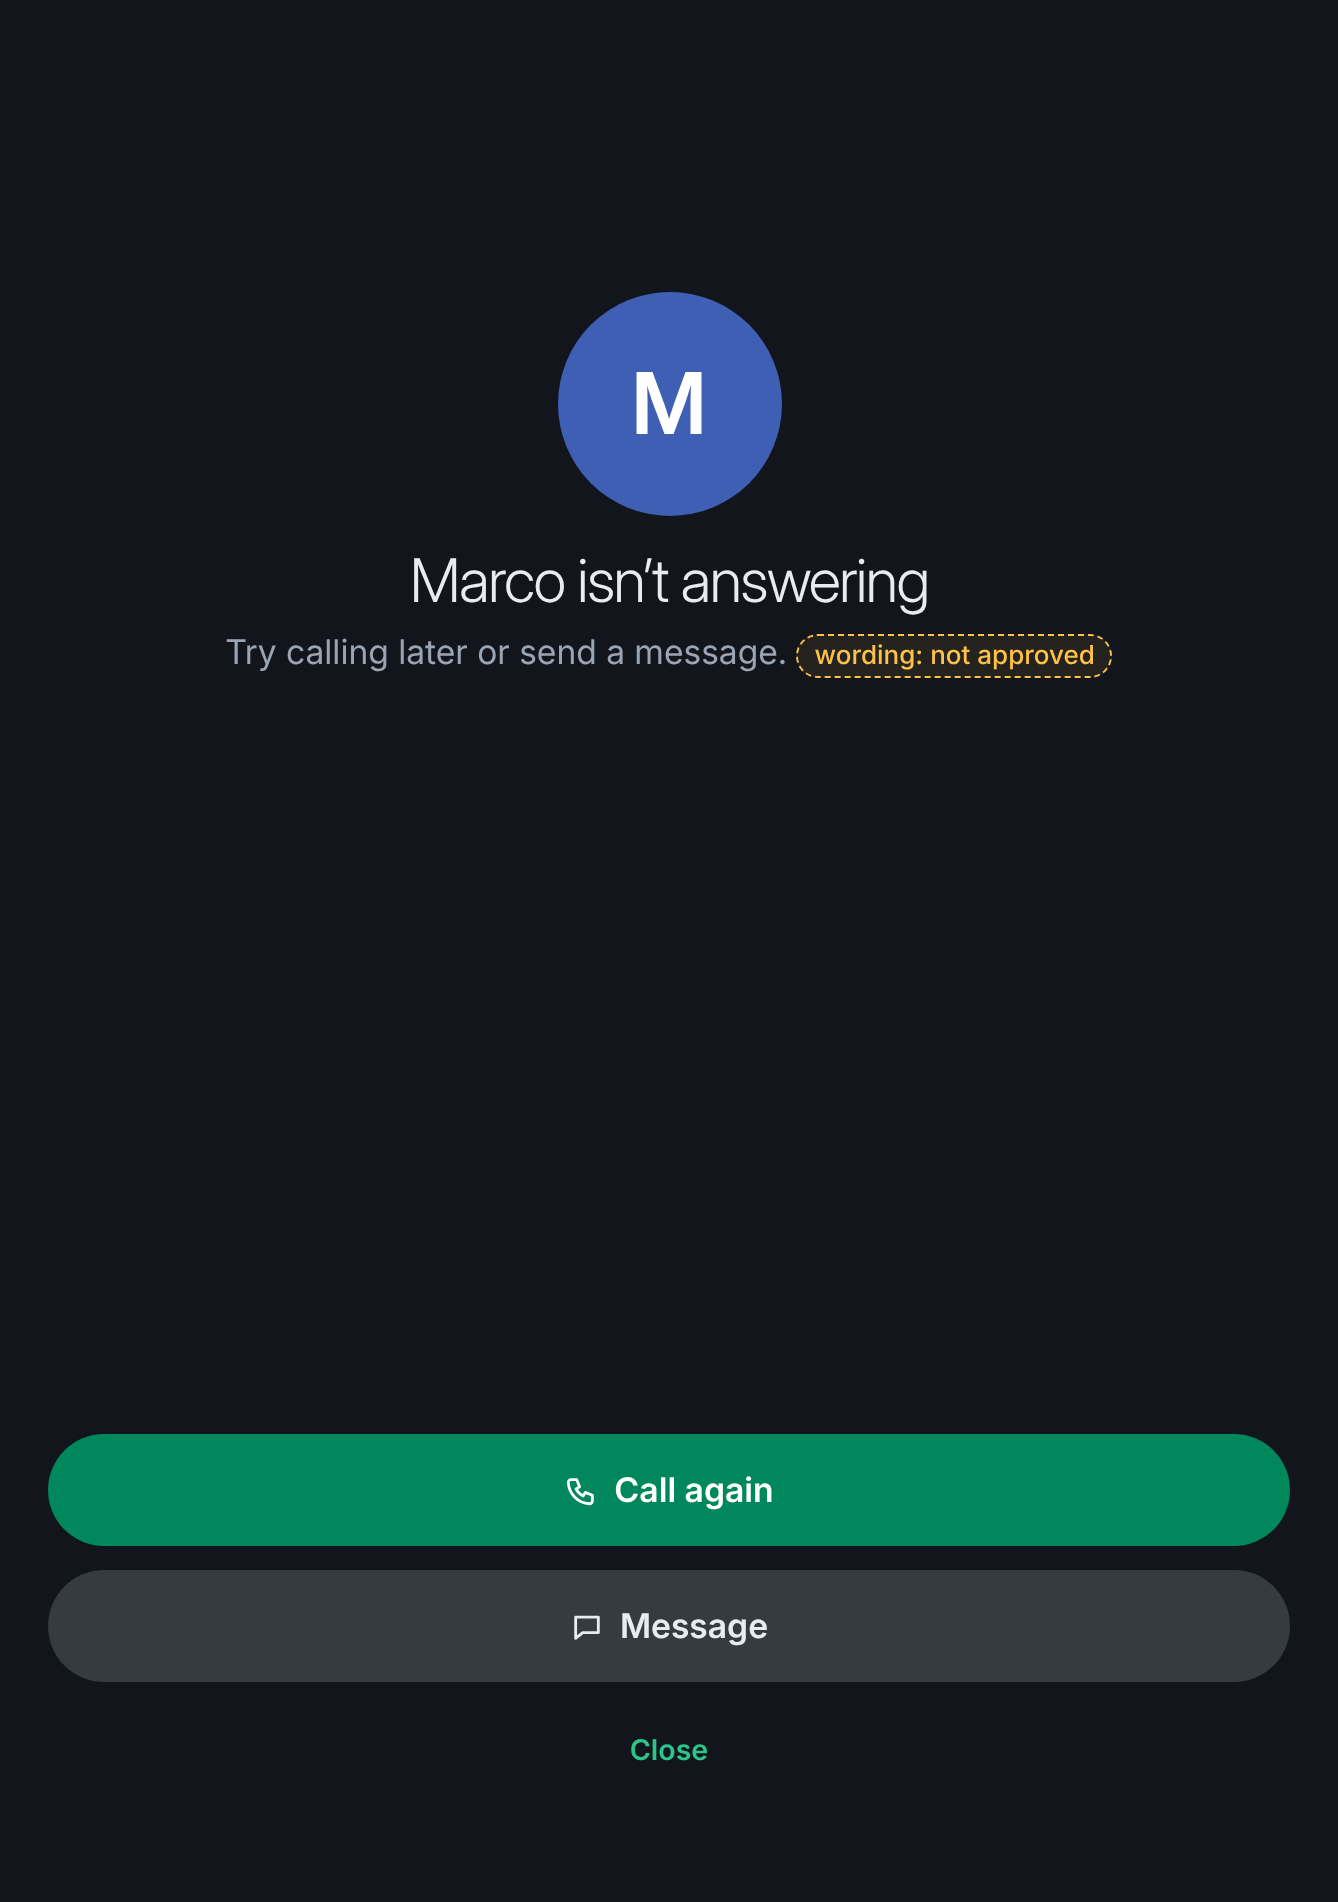 M
Marco isn’t answering
Try calling later or send a message. wording: not approved
Call again
Message
Close